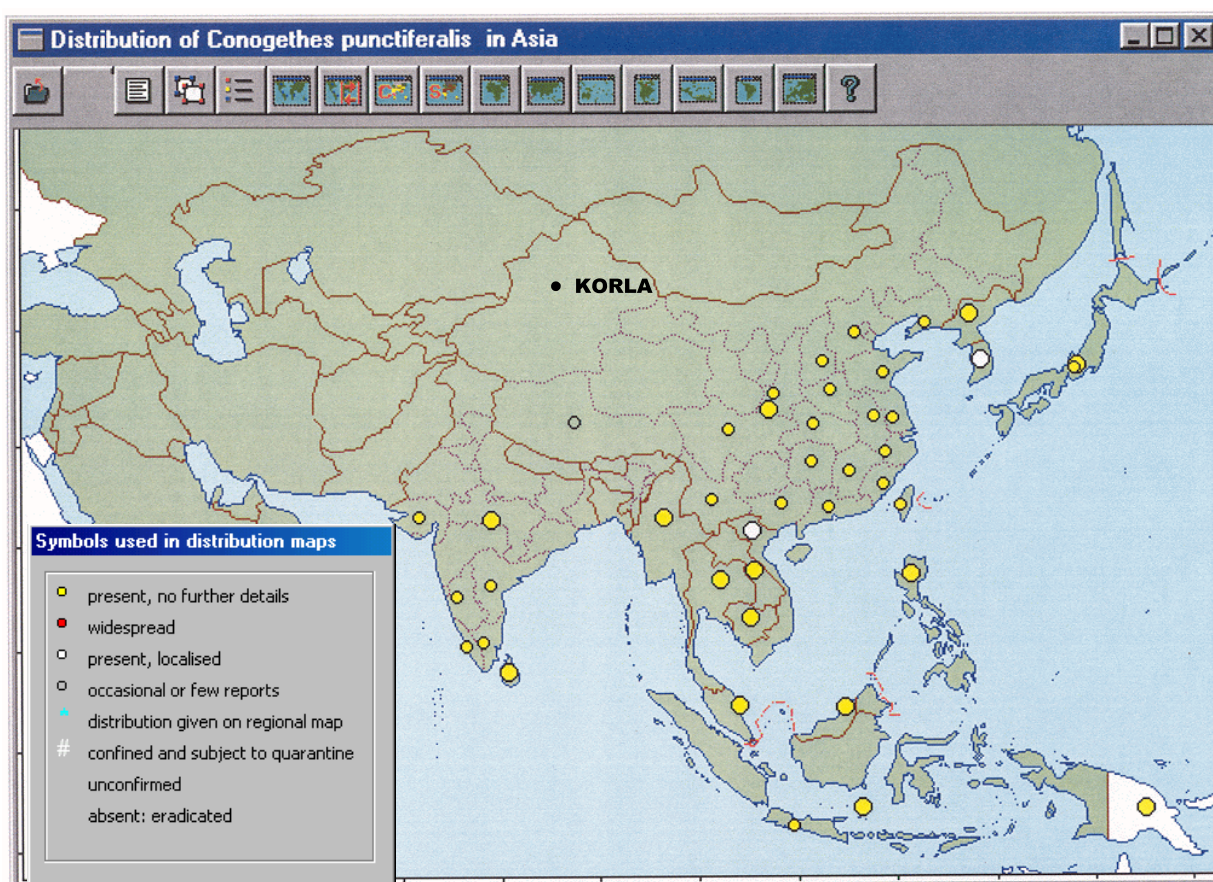 Distribution of Conogethes punctiferalis in Asia
C S ?
KORLA
Symbols used in distribution maps
present, no further details
widespread
present, localised
occasional or few reports
distribution given on regional map
# confined and subject to quarantine
unconfirmed
absent: eradicated